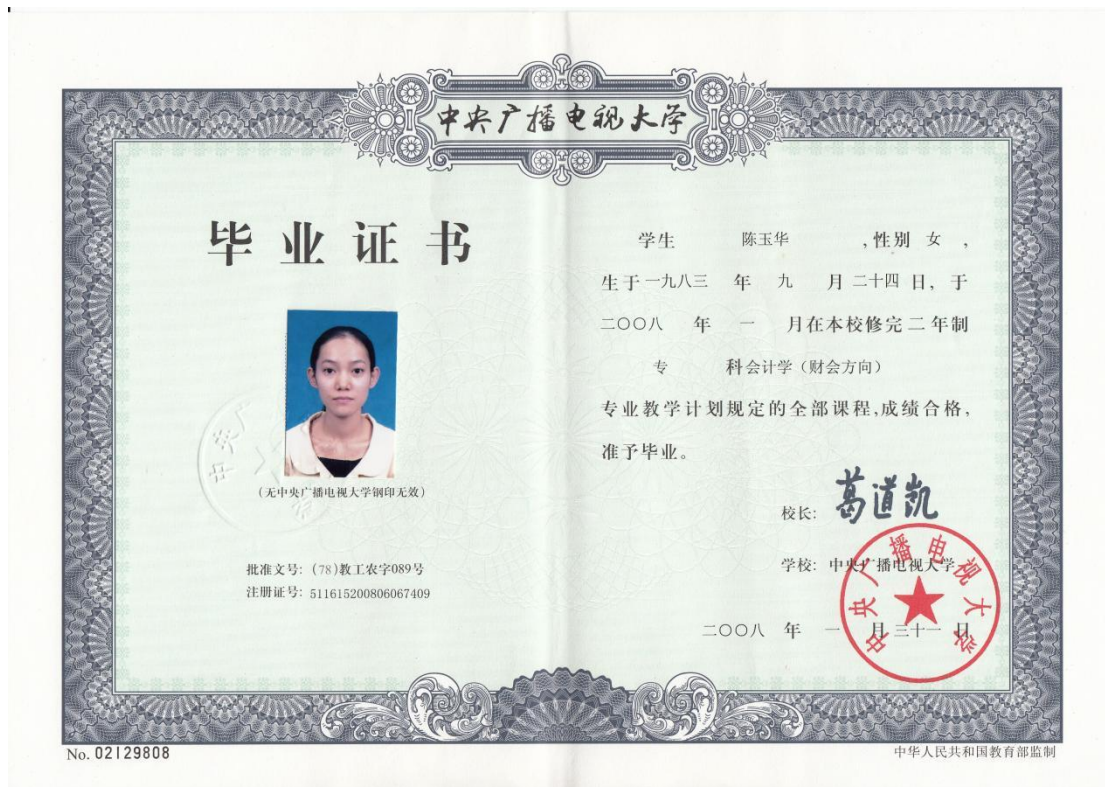 中央广播电视大学
毕业证书
(无中央广播电视大学钢印无效)
批准文号: (78)教工农字089号
注册证号: 511615200806067409
学生 陈玉华 , 性别 女 ,
生于一九八三 年 九 月 二十四 日, 于
二〇〇八 年 一 月在本校修完 二 年制
专 科会计学(财会方向)
专业教学计划规定的全部课程,成绩合格,
准予毕业。
校长: 葛道凯
学校: 中央广播电视大学
中央广播电视大学
二〇〇八 年 一 月 三十一 日
No. 02129808
中华人民共和国教育部监制